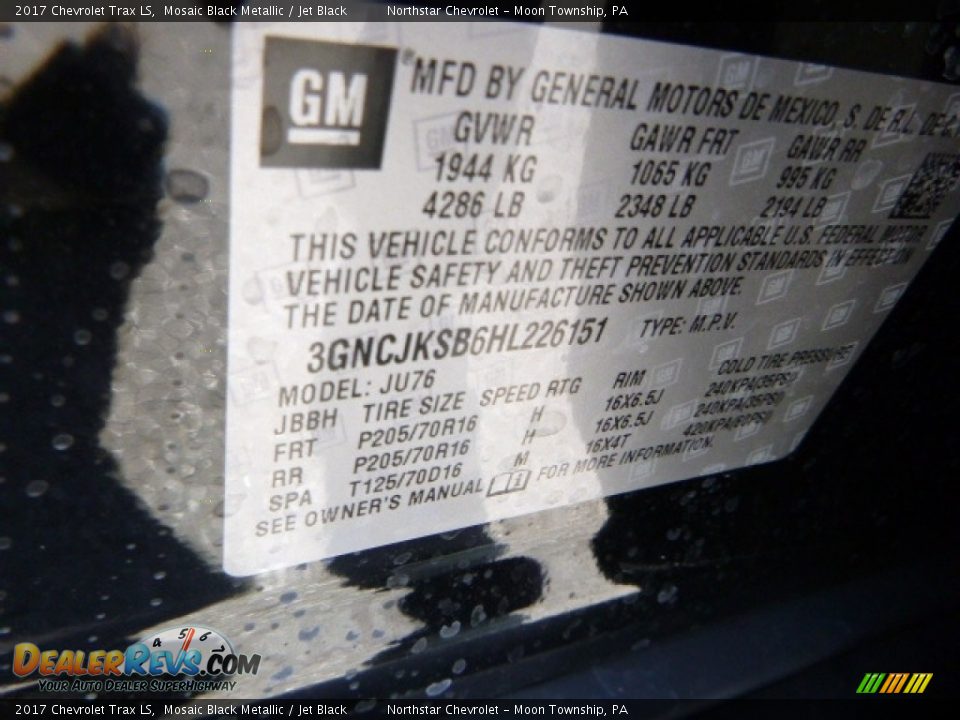 2017 Chevrolet Trax LS, Mosaic Black Metallic / Jet Black Northstar Chevrolet – Moon Township, PA
GM
® MFD BY GENERAL MOTORS DE MEXICO, S. DE R.L. DE C.V.
GVWR GAWR FRT GAWR RR
1944 KG 1065 KG 995 KG
4286 LB 2348 LB 2194 LB
THIS VEHICLE CONFORMS TO ALL APPLICABLE U.S. FEDERAL MOTOR
VEHICLE SAFETY AND THEFT PREVENTION STANDARDS IN EFFECT ON
THE DATE OF MANUFACTURE SHOWN ABOVE.
3GNCJKSB6HL226151 TYPE: M.P.V.
MODEL: JU76
JBBH TIRE SIZE SPEED RTG RIM COLD TIRE PRESSURE
FRT P205/70R16 H 16X6.5J 240KPA(35PSI)
RR P205/70R16 H 16X6.5J 240KPA(35PSI)
SPA T125/70D16 M 16X4T 420KPA(60PSI)
SEE OWNER'S MANUAL i FOR MORE INFORMATION.
4 5 6
DEALERREVS.COM
YOUR AUTO DEALER SUPERHIGHWAY
2017 Chevrolet Trax LS, Mosaic Black Metallic / Jet Black Northstar Chevrolet – Moon Township, PA